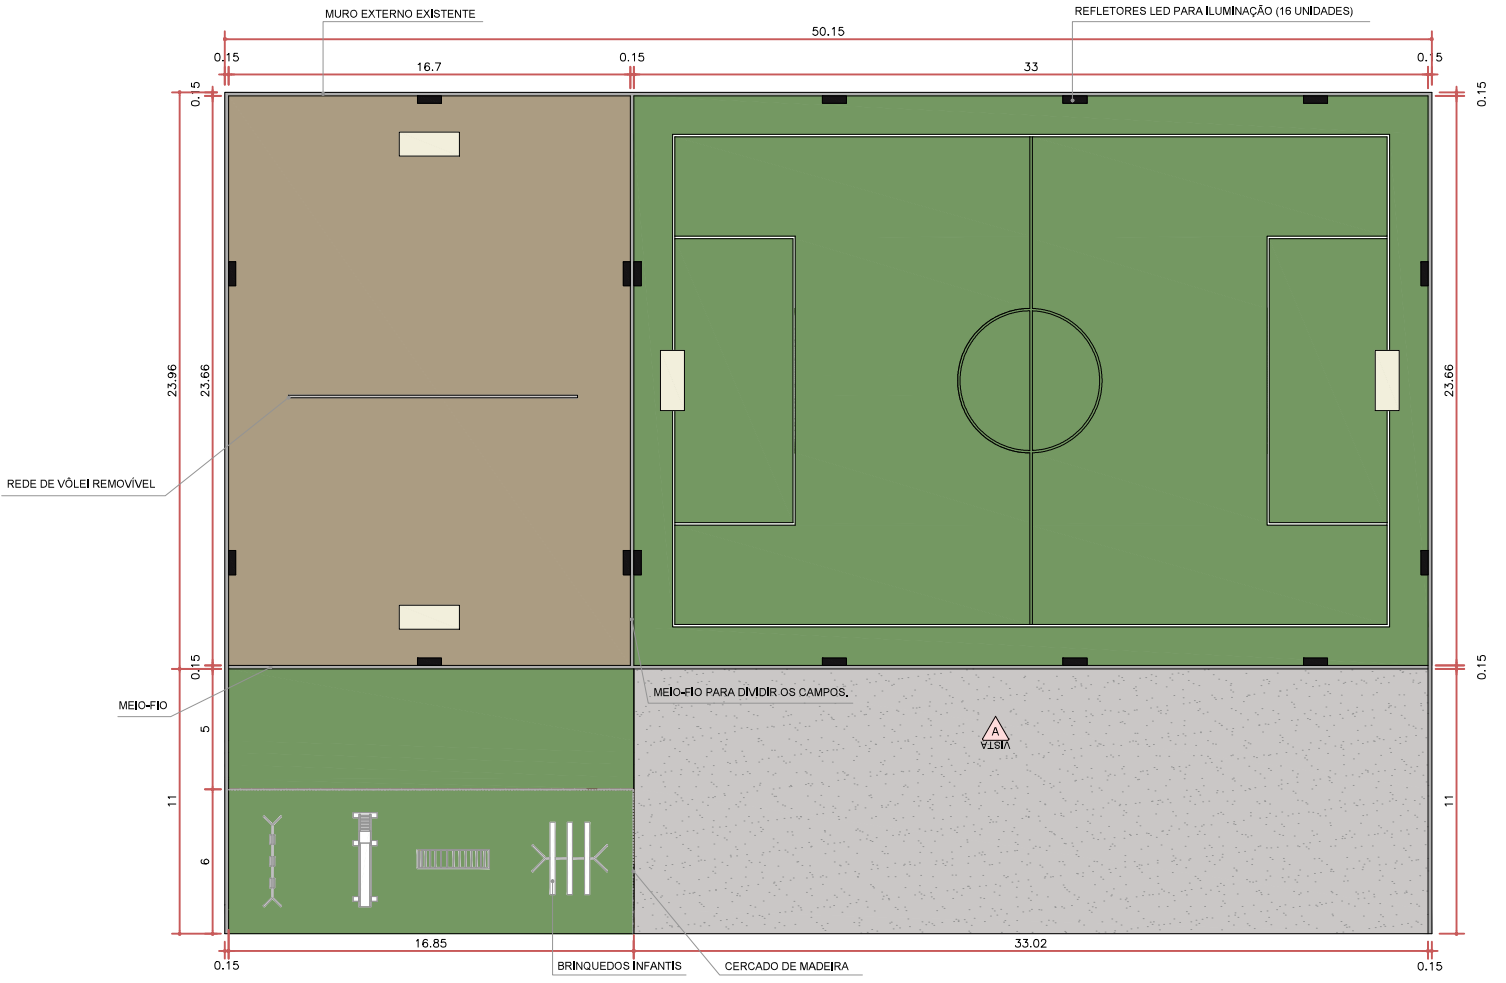 MURO EXTERNO EXISTENTE
REFLETORES LED PARA ILUMINAÇÃO (16 UNIDADES)
50.15
0.15
16.7
0.15
33
0.15
0.15
0.15
23.96
23.66
23.66
REDE DE VÔLEI REMOVÍVEL
0.15
0.15
MEIO-FIO
MEIO-FIO PARA DIVIDIR OS CAMPOS.
A
VISTA
5
11
11
6
16.85
33.02
0.15
BRINQUEDOS INFANTIS
CERCADO DE MADEIRA
0.15